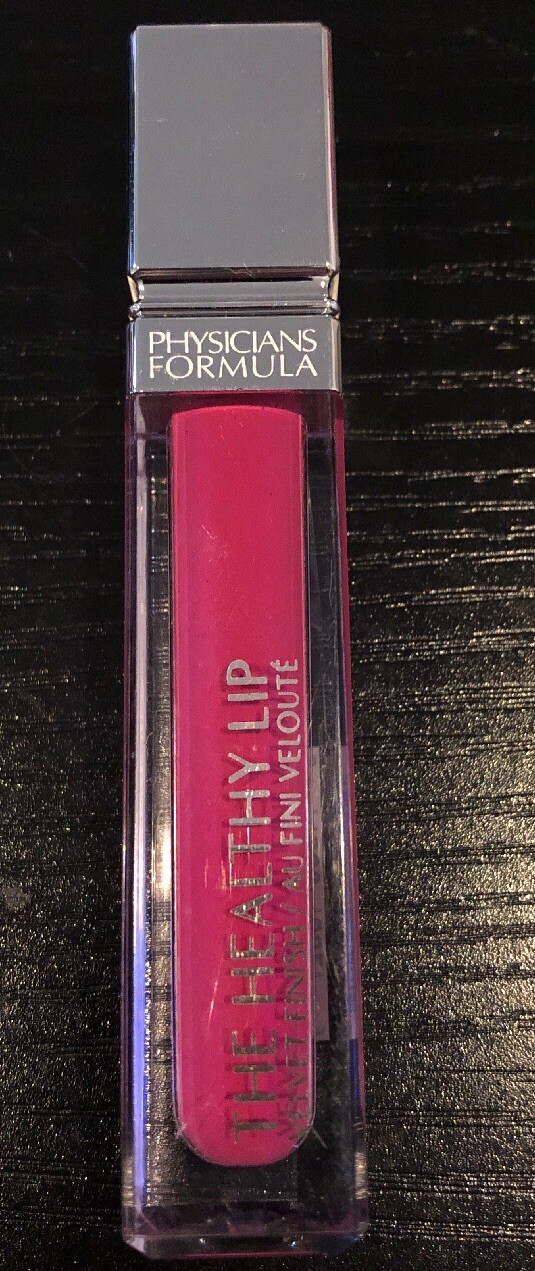 PHYSICIANS
FORMULA
THE HEALTHY LIP
VELVET FINISH // AU FINI VELOUTÉ